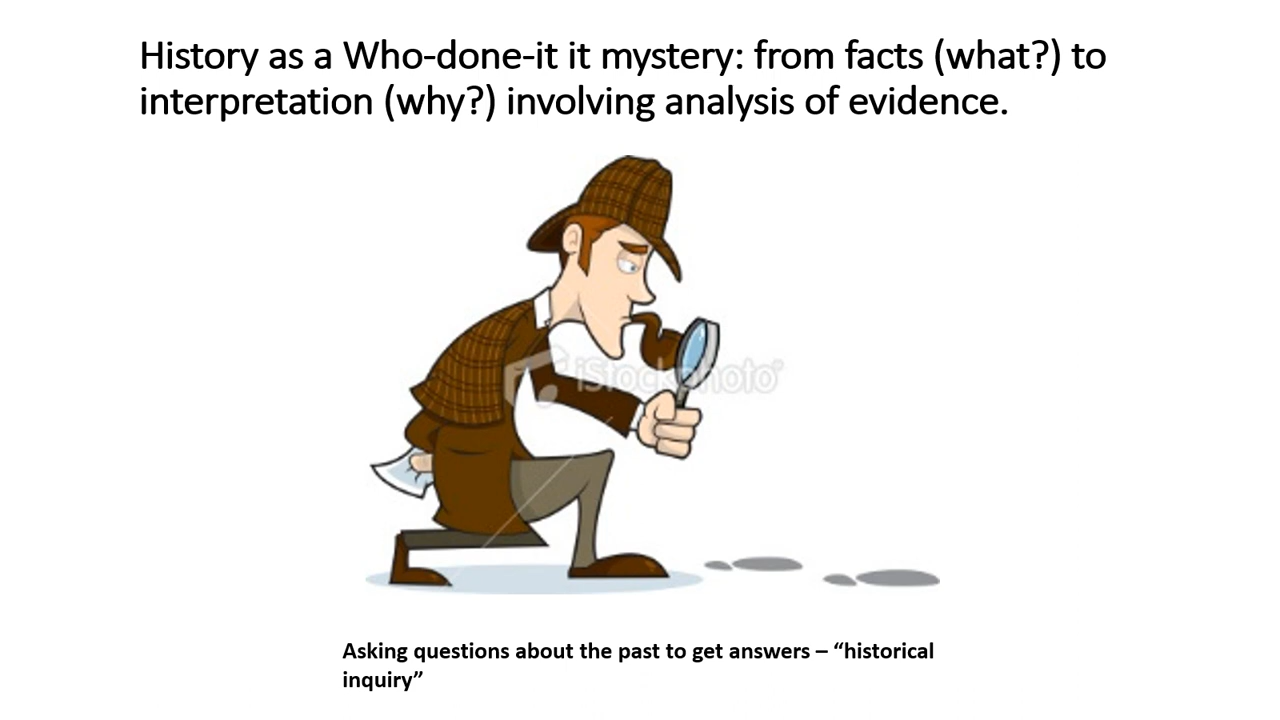 History as a Who-done-it it mystery: from facts (what?) to
interpretation (why?) involving analysis of evidence.
iStockphoto®
Asking questions about the past to get answers – “historical
inquiry”